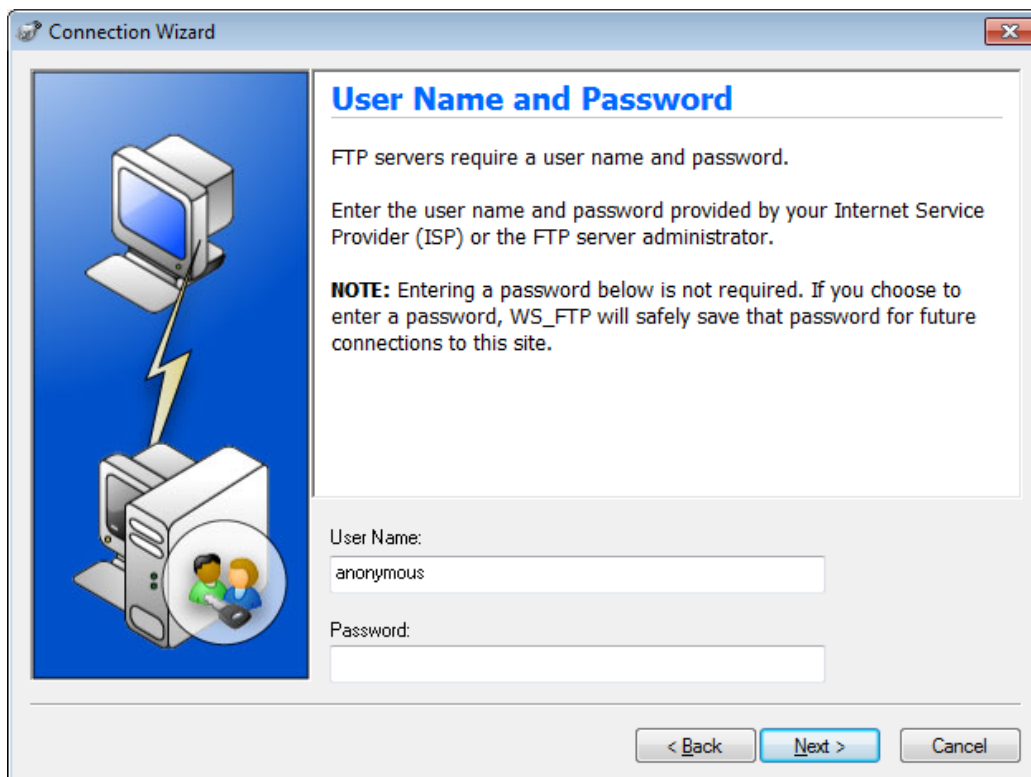 Connection Wizard
User Name and Password
FTP servers require a user name and password.
Enter the user name and password provided by your Internet Service
Provider (ISP) or the FTP server administrator.
NOTE: Entering a password below is not required. If you choose to
enter a password, WS_FTP will safely save that password for future
connections to this site.
User Name:
anonymous
Password:
< Back
Next >
Cancel